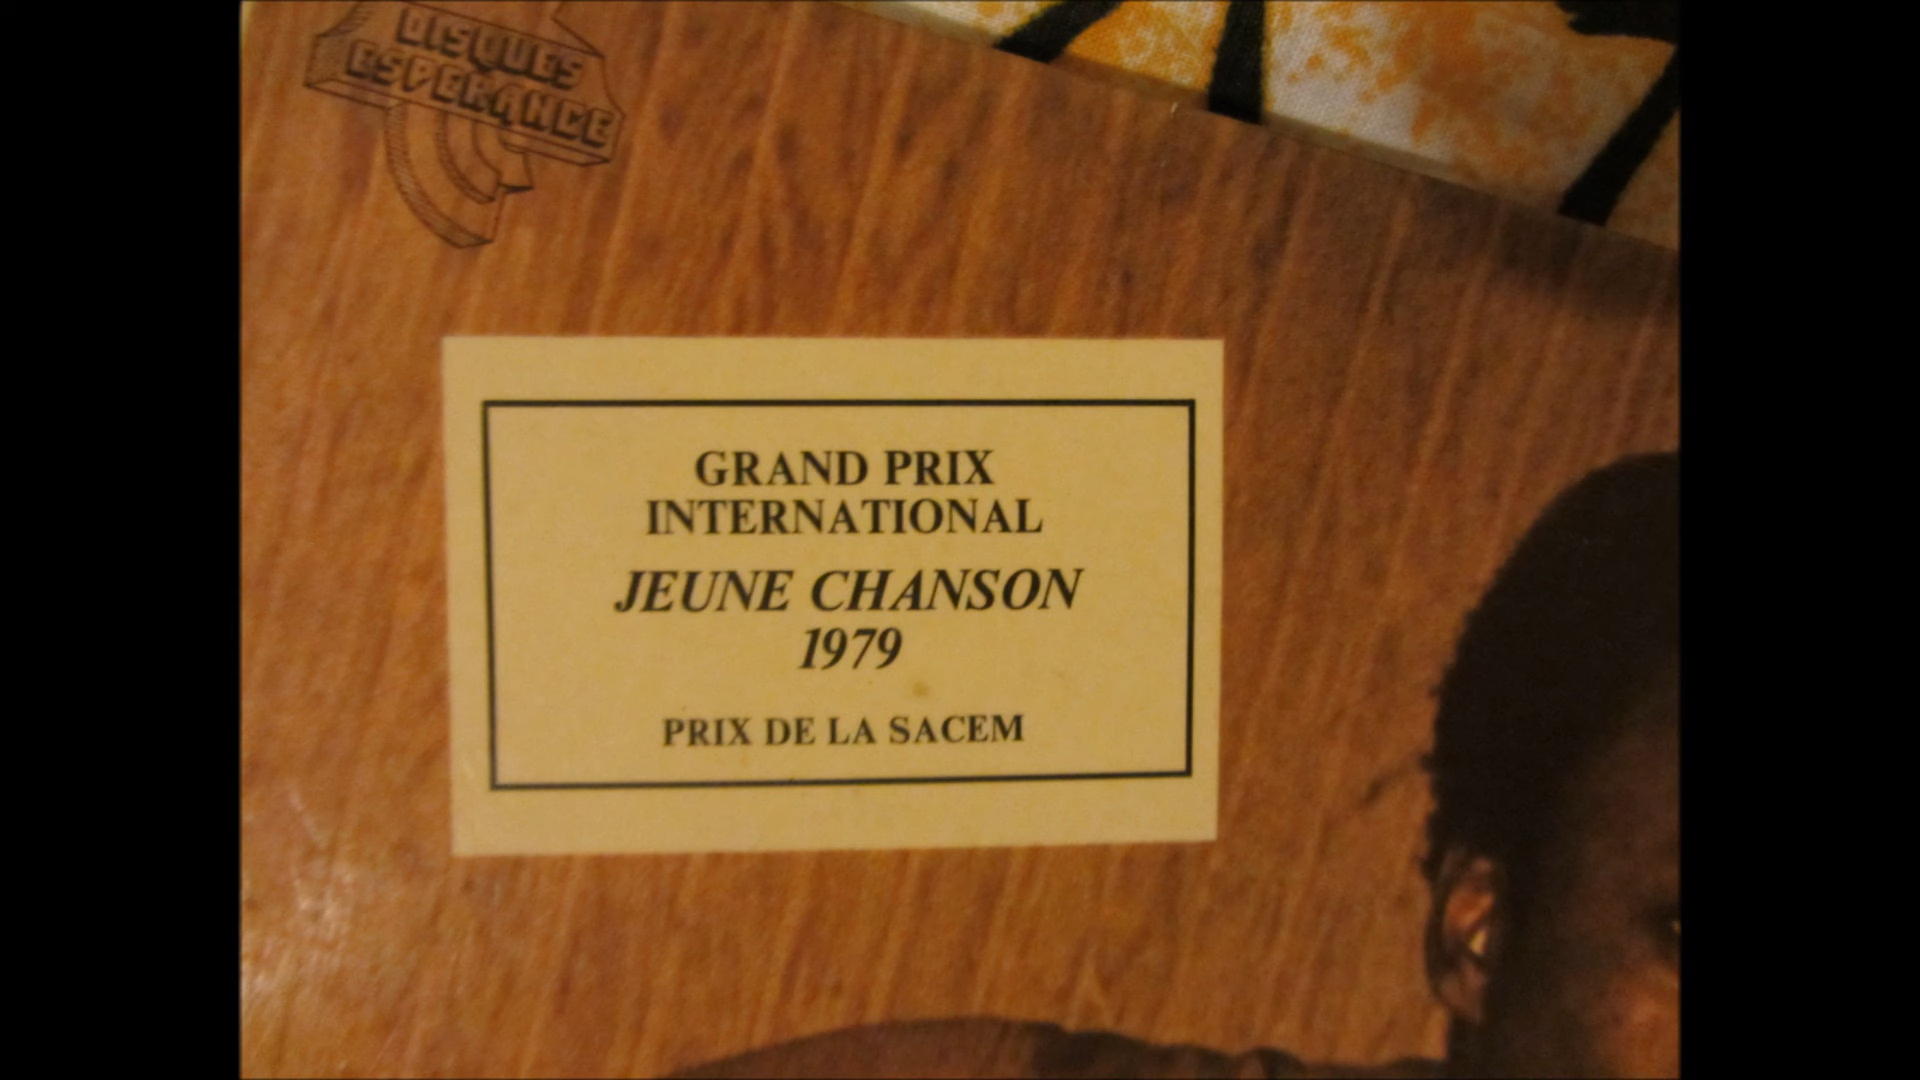 DISQUES
ESPERANCE
GRAND PRIX
INTERNATIONAL
JEUNE CHANSON
1979
PRIX DE LA SACEM